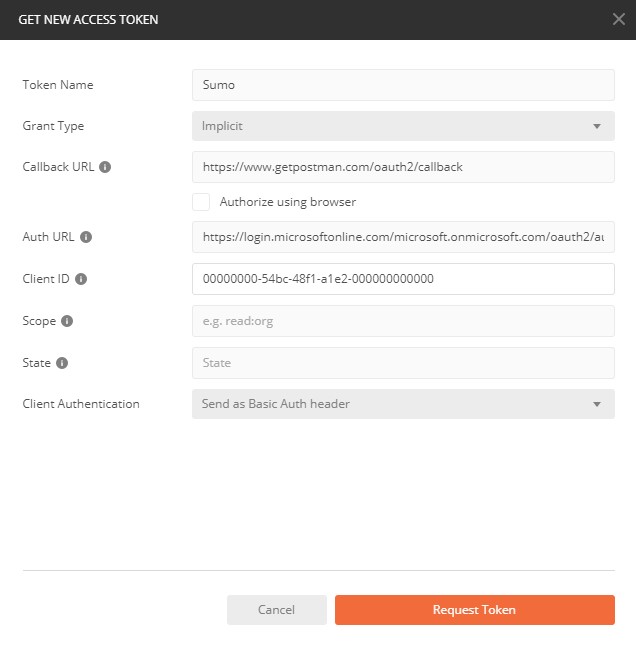 GET NEW ACCESS TOKEN
Token Name Sumo
Grant Type Implicit
Callback URL https://www.getpostman.com/oauth2/callback
Authorize using browser
Auth URL https://login.microsoftonline.com/microsoft.onmicrosoft.com/oauth2/au
Client ID 00000000-54bc-48f1-a1e2-000000000000
Scope e.g. read:org
State State
Client Authentication Send as Basic Auth header
Cancel Request Token